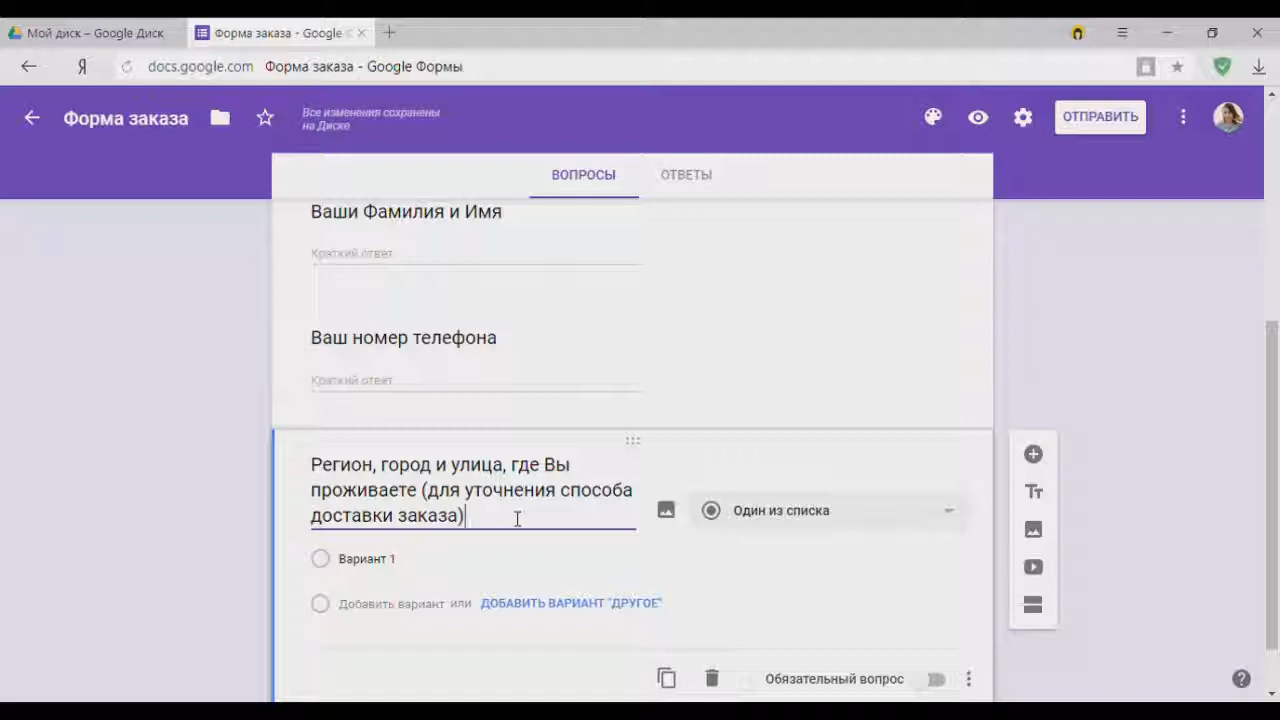 Мой диск – Google Диск
Форма заказа - Google
Я
docs.google.com Форма заказа - Google Формы
Форма заказа
Все изменения сохранены
на Диске
ОТПРАВИТЬ
ВОПРОСЫ
ОТВЕТЫ
Ваши Фамилия и Имя
Краткий ответ
Ваш номер телефона
Краткий ответ
Регион, город и улица, где Вы
проживаете (для уточнения способа
доставки заказа)
Один из списка
Вариант 1
Добавить вариант или ДОБАВИТЬ ВАРИАНТ "ДРУГОЕ"
Tт
Обязательный вопрос